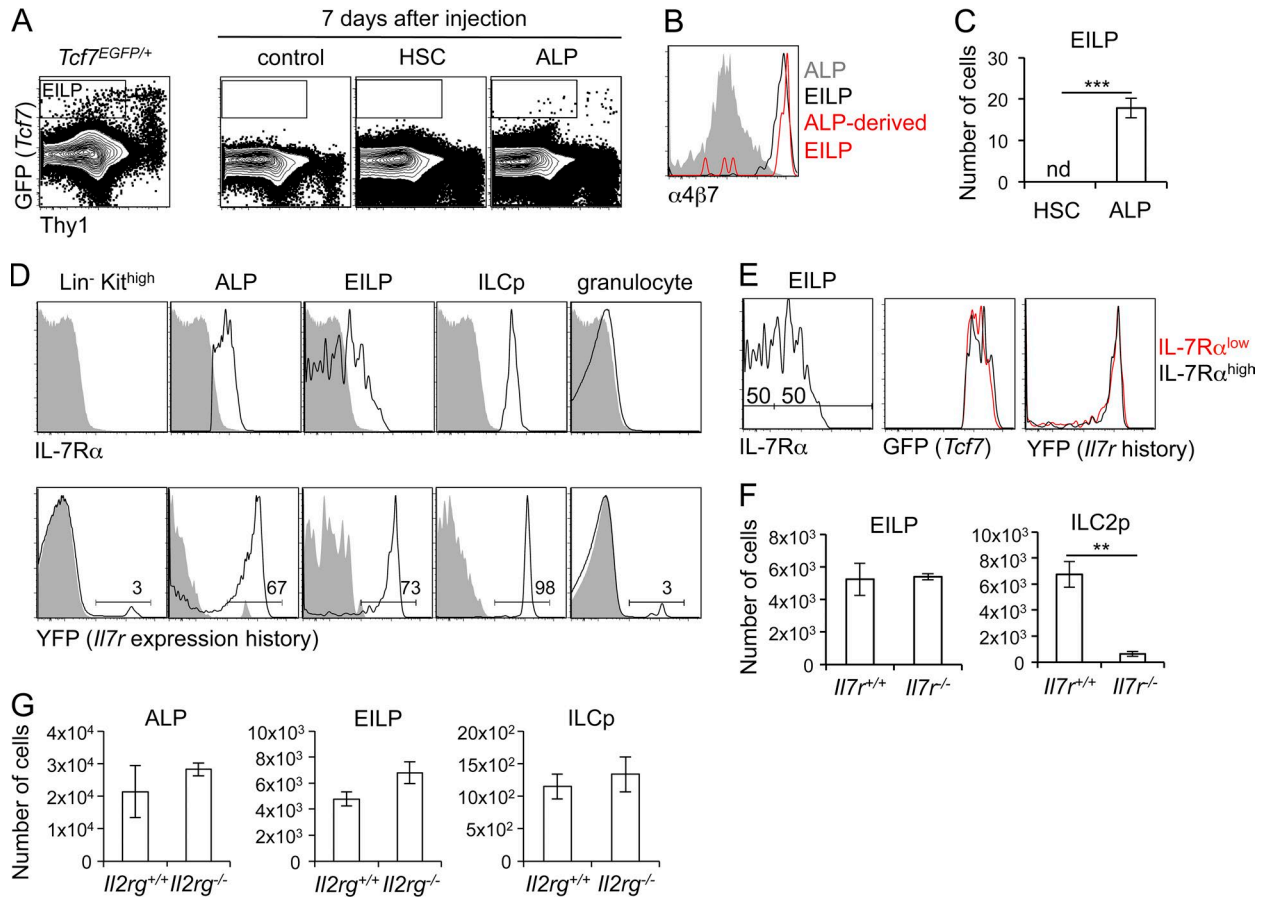 A
7 days after injection
Tcf7EGFP/+
control
HSC
ALP
EILP
GFP (Tcf7)
Thy1
B
ALP
EILP
ALP-derived
EILP
α4β7
C
EILP
Number of cells
30
20
10
0
***
nd
HSC
ALP
D
Lin- Kithigh
ALP
EILP
ILCp
granulocyte
IL-7Rα
3
67
73
98
3
YFP (Il7r expression history)
E
EILP
50 50
IL-7Rαlow
IL-7Rαhigh
IL-7Rα
GFP (Tcf7)
YFP (Il7r history)
F
EILP
Number of cells
8x103
6x103
4x103
2x103
0
Il7r+/+
Il7r-/-
ILC2p
10x103
8x103
6x103
4x103
2x103
0
**
Il7r+/+
Il7r-/-
G
ALP
Number of cells
4x104
3x104
2x104
1x104
0
Il2rg+/+
Il2rg-/-
EILP
10x103
8x103
6x103
4x103
2x103
0
Il2rg+/+
Il2rg-/-
ILCp
20x102
15x102
10x102
5x102
0
Il2rg+/+
Il2rg-/-